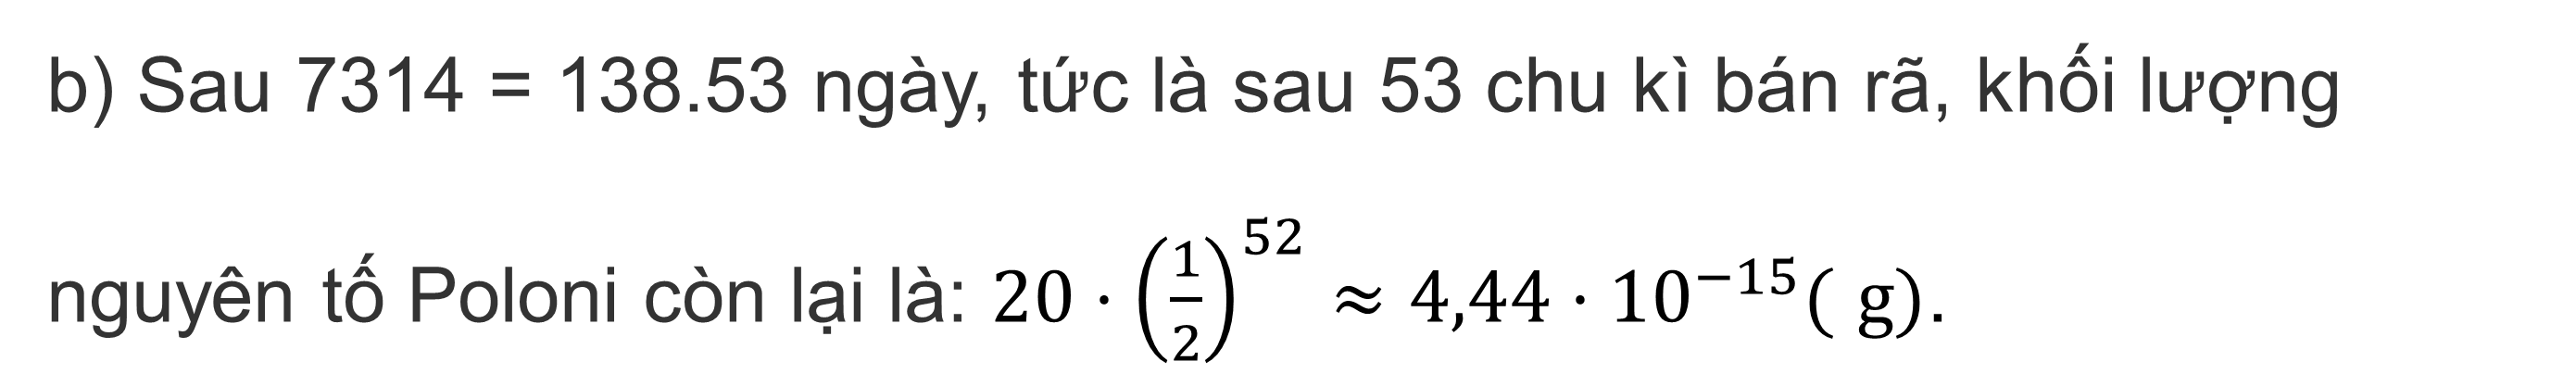 b) Sau 7314 = 138.53 ngày, tức là sau 53 chu kì bán rã, khối lượng
nguyên tố Poloni còn lại là: 20 · (1/2)^52 ≈ 4,44 · 10^−15( g).